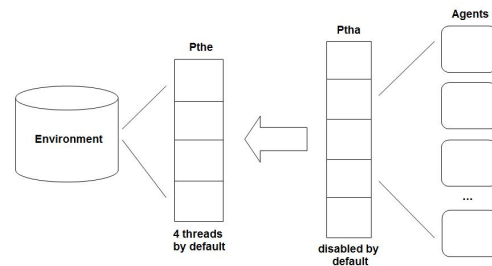 Agents
Ptha
Pthe
Environment
...
4 threads
by default
disabled by
default